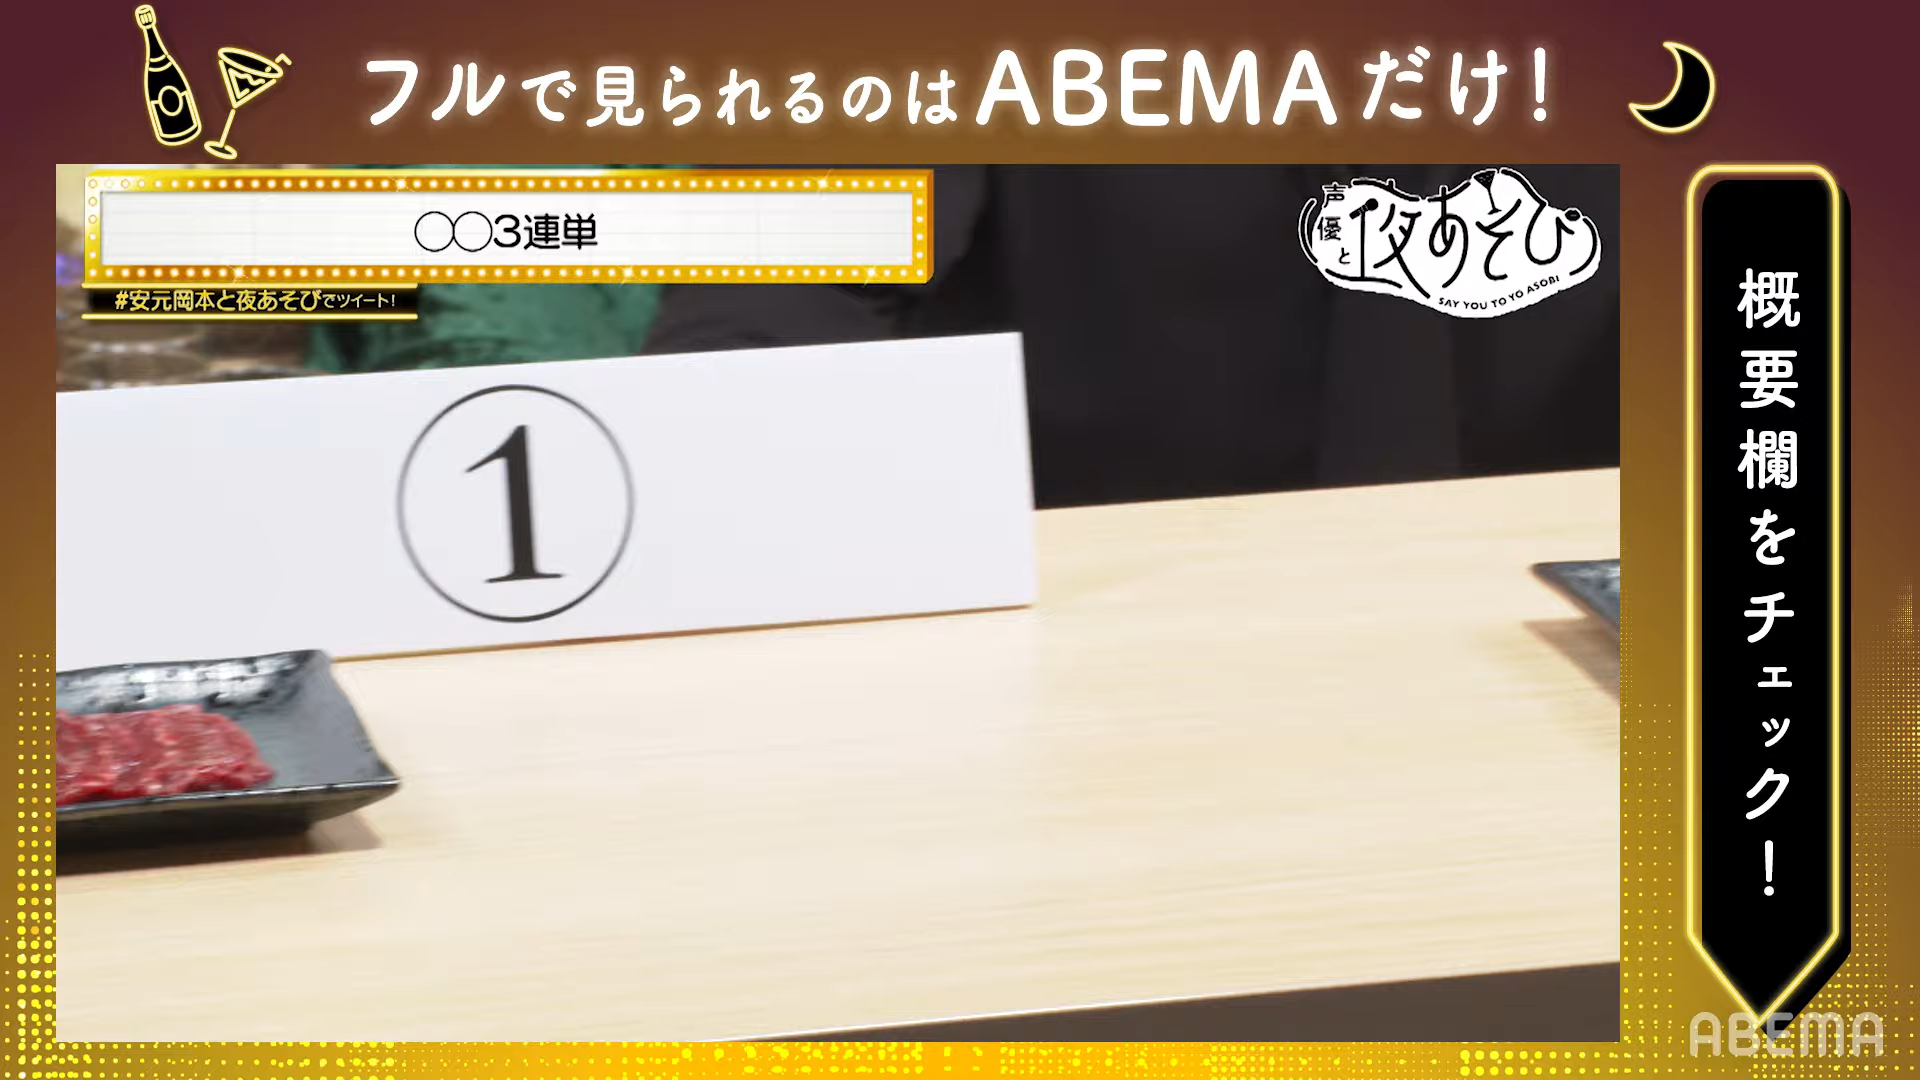 フルで見られるのはABEMAだけ!
○○3連単
#安元岡本と夜あそびでツイート!
声優と夜あそび
SAY YOU TO YO ASOBI
①
概要欄をチェック!
ABEMA